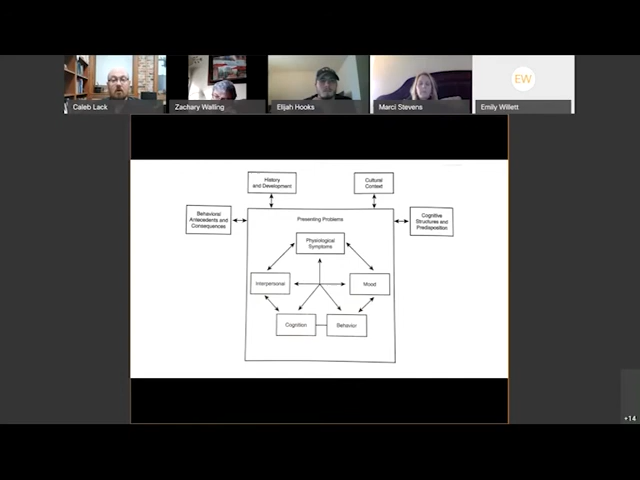 EW
Caleb Lack
Zachary Walling
Elijah Hooks
Marci Stevens
Emily Willett
History
and Development
Cultural
Context
Behavioral
Antecedents and
Consequences
Cognitive
Structures and
Predisposition
Presenting Problems
Physiological
Symptoms
Interpersonal
Mood
Cognition
Behavior
+14